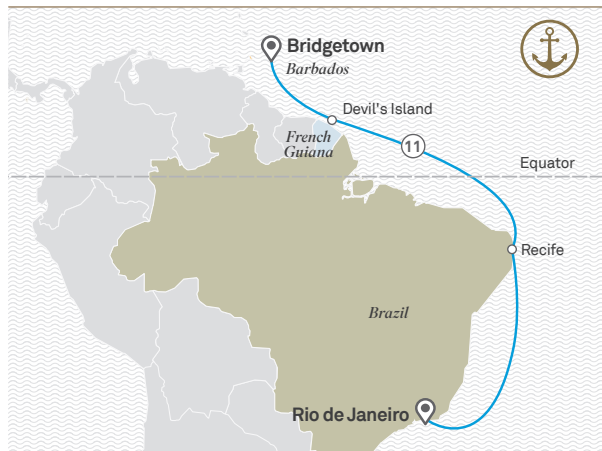 Bridgetown
Barbados
Devil's Island
French
Guiana
11
Equator
Recife
Brazil
Rio de Janeiro